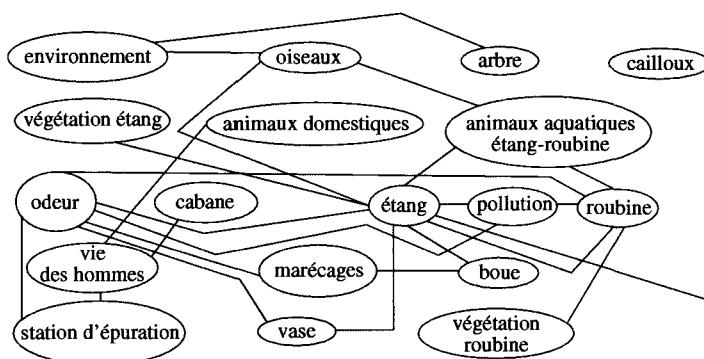 environnement
oiseaux
arbre
cailloux
végétation étang
animaux domestiques
animaux aquatiques
étang-roubine
odeur
cabane
étang
pollution
roubine
vie
des hommes
marécages
boue
station d'épuration
vase
végétation
roubine